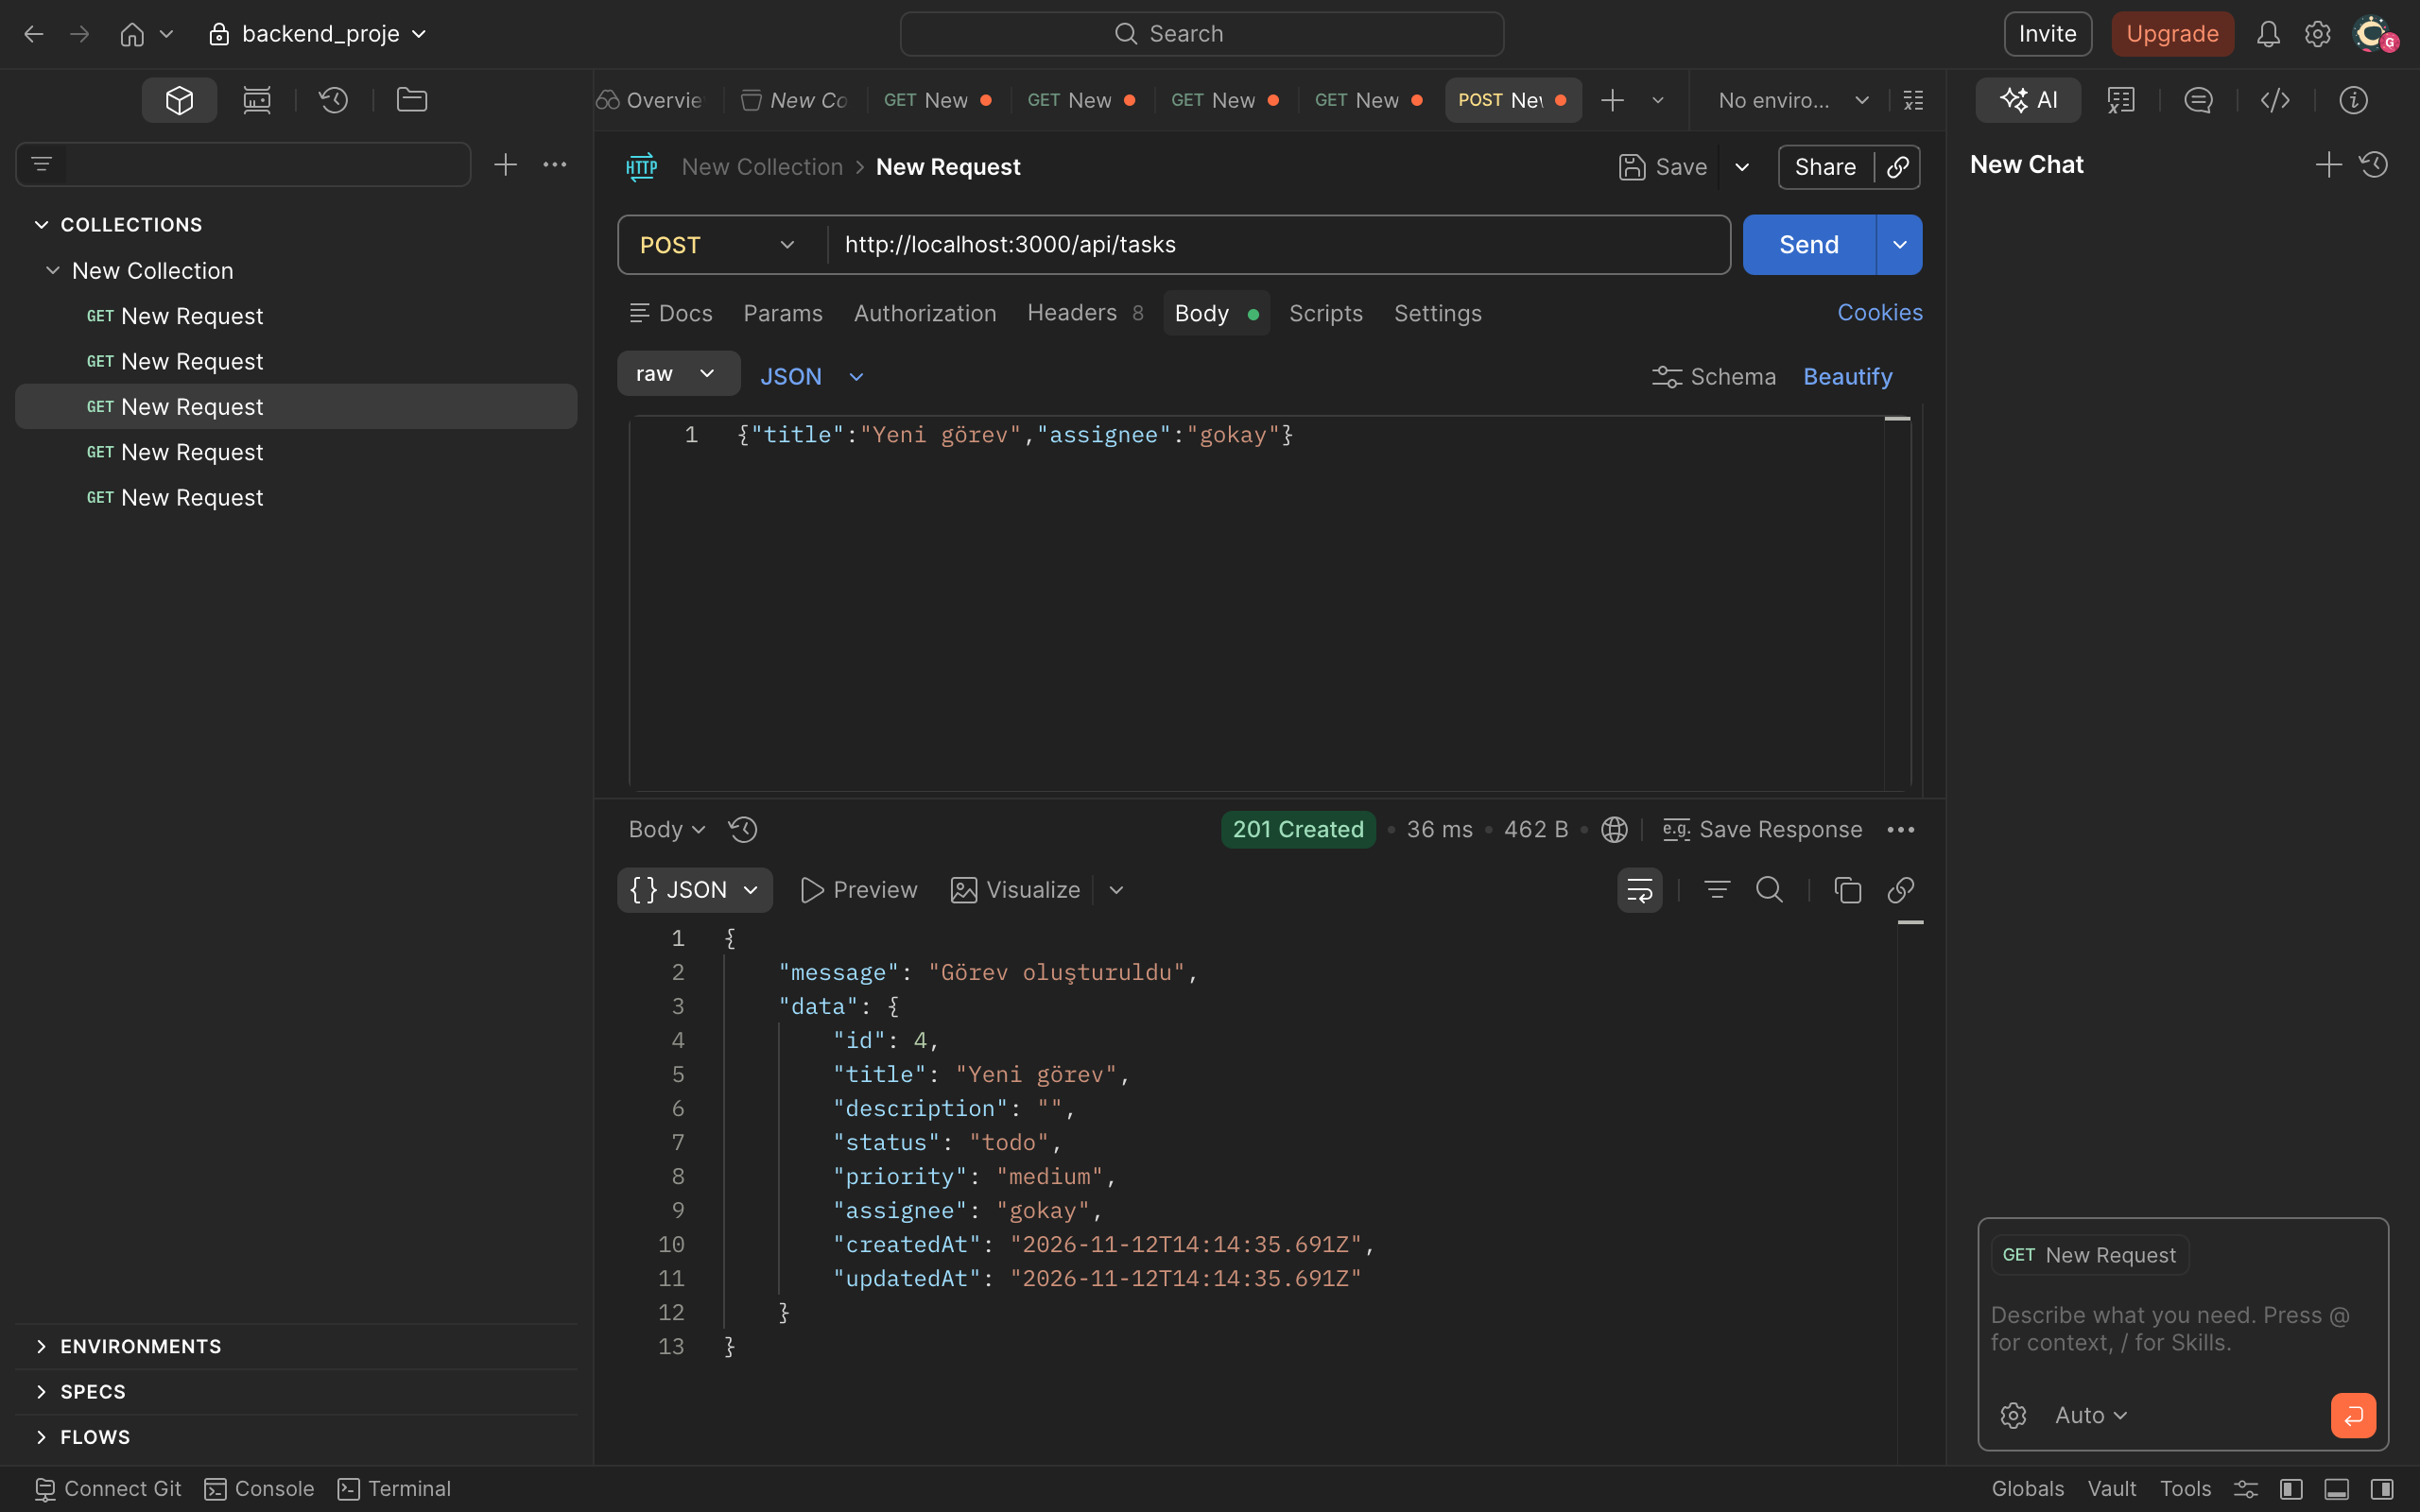 backend_proje
Search
Invite
Upgrade
G
Overvie
New Co
GET New
GET New
GET New
GET New
POST Nev
No enviro...
AI
HTTP
New Collection > New Request
Save
Share
New Chat
COLLECTIONS
New Collection
GET New Request
GET New Request
GET New Request
GET New Request
GET New Request
POST
http://localhost:3000/api/tasks
Send
Docs
Params
Authorization
Headers 8
Body
Scripts
Settings
Cookies
raw
JSON
Schema
Beautify
1 {"title":"Yeni görev","assignee":"gokay"}
Body
201 Created • 36 ms • 462 B
e.g. Save Response
{} JSON
Preview
Visualize
1 {
2 "message": "Görev oluşturuldu",
3 "data": {
4 "id": 4,
5 "title": "Yeni görev",
6 "description": "",
7 "status": "todo",
8 "priority": "medium",
9 "assignee": "gokay",
10 "createdAt": "2026-11-12T14:14:35.691Z",
11 "updatedAt": "2026-11-12T14:14:35.691Z"
12 }
13 }
ENVIRONMENTS
SPECS
FLOWS
GET New Request
Describe what you need. Press @
for context, / for Skills.
Auto
Connect Git
Console
Terminal
Globals
Vault
Tools